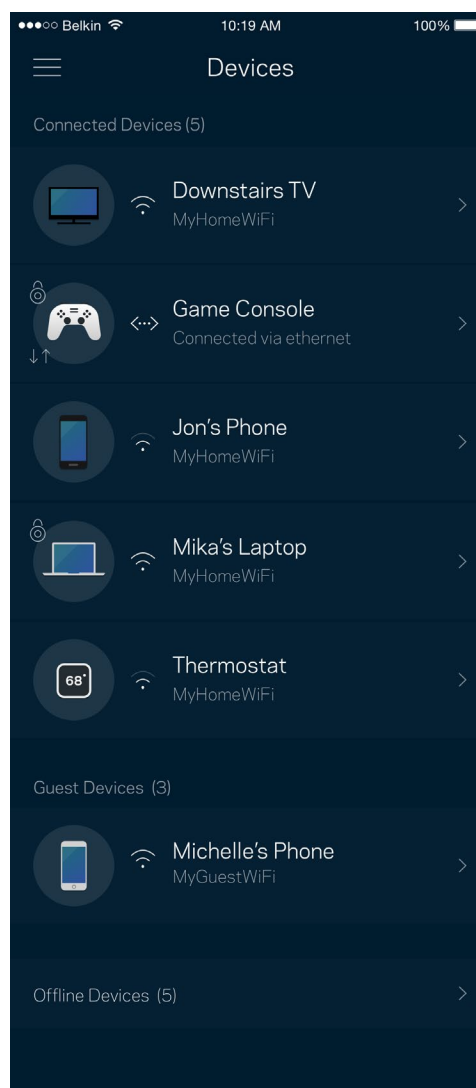 Belkin 10:19 AM 100%
Devices
Connected Devices (5)
Downstairs TV
MyHomeWiFi
Game Console
Connected via ethernet
Jon's Phone
MyHomeWiFi
Mika's Laptop
MyHomeWiFi
68°
Thermostat
MyHomeWiFi
Guest Devices (3)
Michelle's Phone
MyGuestWiFi
Offline Devices (5)